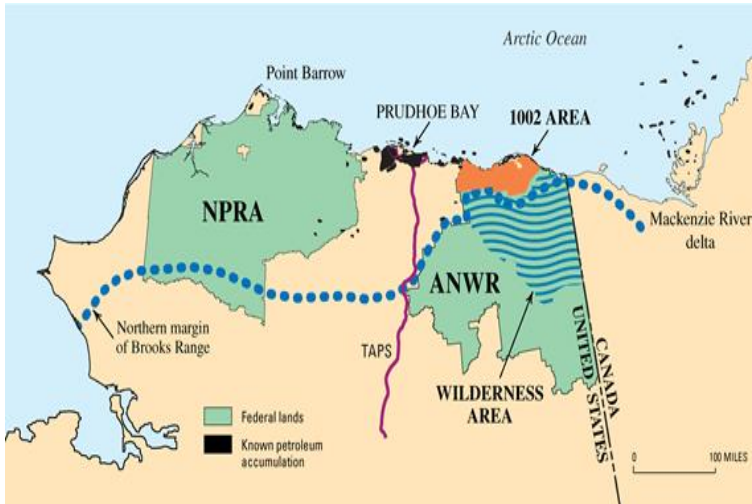 Arctic Ocean
Point Barrow
PRUDHOE BAY
1002 AREA
NPRA
Mackenzie River
delta
ANWR
Northern margin
of Brooks Range
TAPS
WILDERNESS
AREA
CANADA
UNITED STATES
Federal lands
Known petroleum
accumulation
0 100 MILES